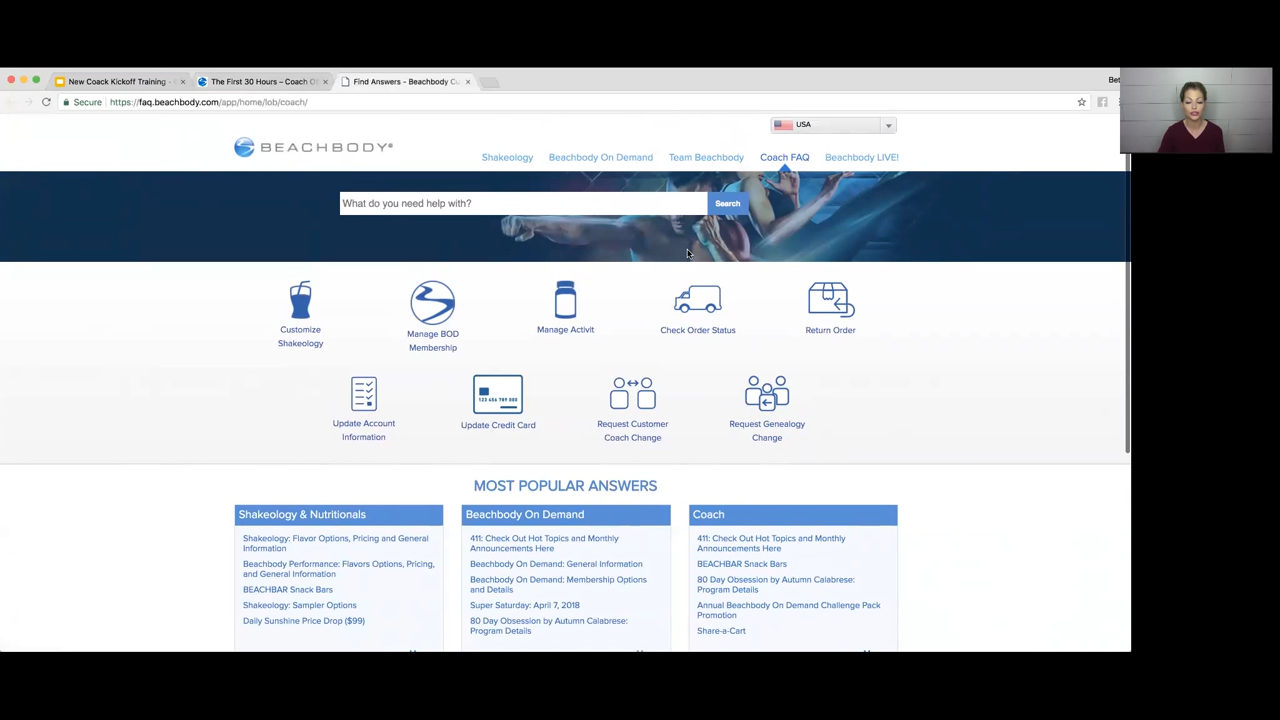 New Coack Kickoff Training -
The First 30 Hours – Coach O
Find Answers - Beachbody Cu
Bet
Secure
https://faq.beachbody.com/app/home/lob/coach/
USA
BEACHBODY®
Shakeology
Beachbody On Demand
Team Beachbody
Coach FAQ
Beachbody LIVE!
What do you need help with?
Search
Customize
Shakeology
Manage BOD
Membership
Manage Activit
Check Order Status
Return Order
Update Account
Information
123 456 789 000
Update Credit Card
Request Customer
Coach Change
Request Genealogy
Change
MOST POPULAR ANSWERS
Shakeology & Nutritionals
Shakeology: Flavor Options, Pricing and General
Information
Beachbody Performance: Flavors Options, Pricing,
and General Information
BEACHBAR Snack Bars
Shakeology: Sampler Options
Daily Sunshine Price Drop ($99)
Beachbody On Demand
411: Check Out Hot Topics and Monthly
Announcements Here
Beachbody On Demand: General Information
Beachbody On Demand: Membership Options
and Details
Super Saturday: April 7, 2018
80 Day Obsession by Autumn Calabrese:
Program Details
Coach
411: Check Out Hot Topics and Monthly
Announcements Here
BEACHBAR Snack Bars
80 Day Obsession by Autumn Calabrese:
Program Details
Annual Beachbody On Demand Challenge Pack
Promotion
Share-a-Cart